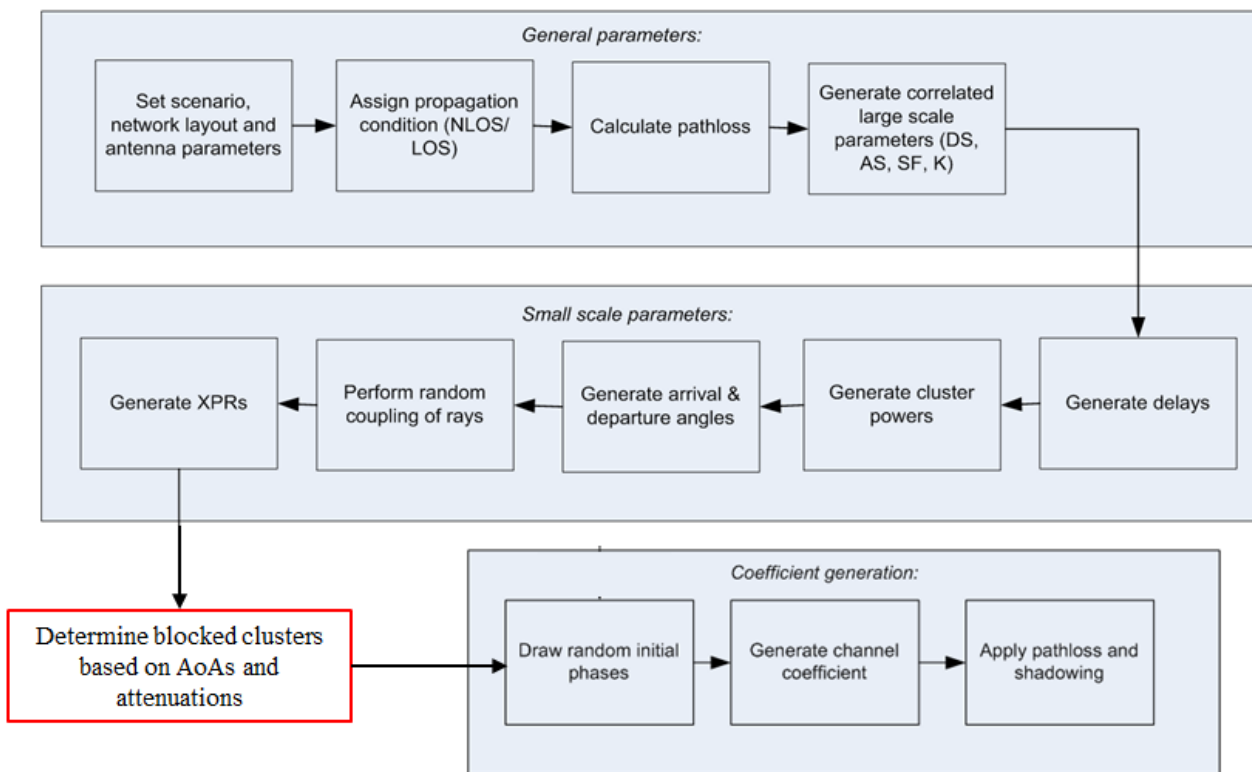 General parameters:
Set scenario,
network layout and
antenna parameters
Assign propagation
condition (NLOS/
LOS)
Calculate pathloss
Generate correlated
large scale
parameters (DS,
AS, SF, K)
Small scale parameters:
Generate XPRs
Perform random
coupling of rays
Generate arrival &
departure angles
Generate cluster
powers
Generate delays
Determine blocked clusters
based on AoAs and
attenuations
Coefficient generation:
Draw random initial
phases
Generate channel
coefficient
Apply pathloss and
shadowing